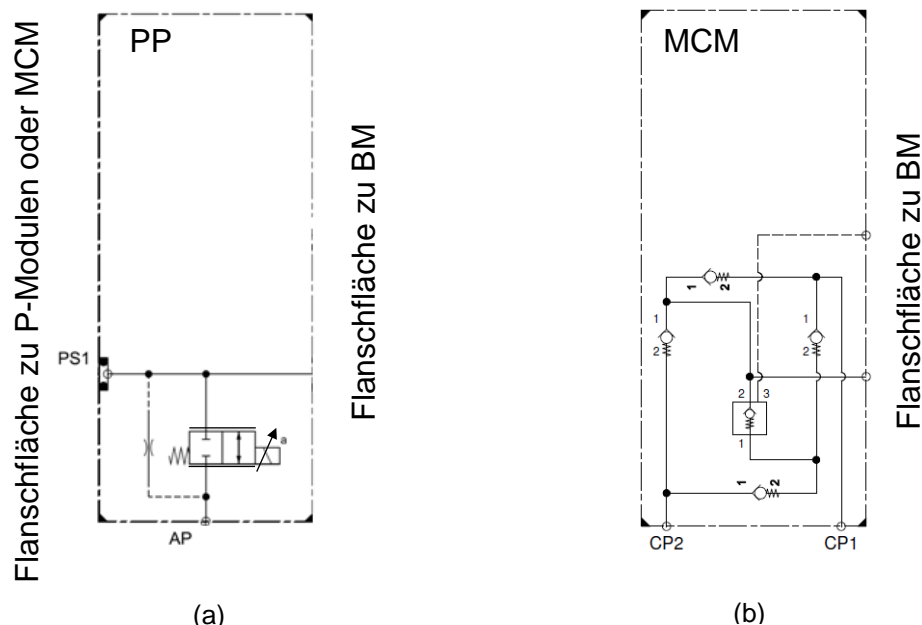 Flanschfläche zu P-Modulen oder MCM
PP
PS1
a
AP
Flanschfläche zu BM
(a)
MCM
1 2
1
2
1
2
2 3
1
1 2
CP2 CP1
Flanschfläche zu BM
(b)